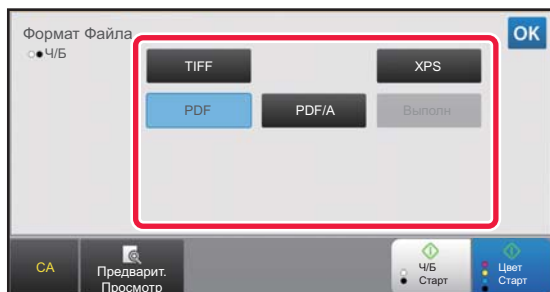 Формат Файла
Ч/Б
OK
TIFF
XPS
PDF
PDF/A
Выполн
CA
Предварит.
Просмотр
Ч/Б
Старт
Цвет
Старт